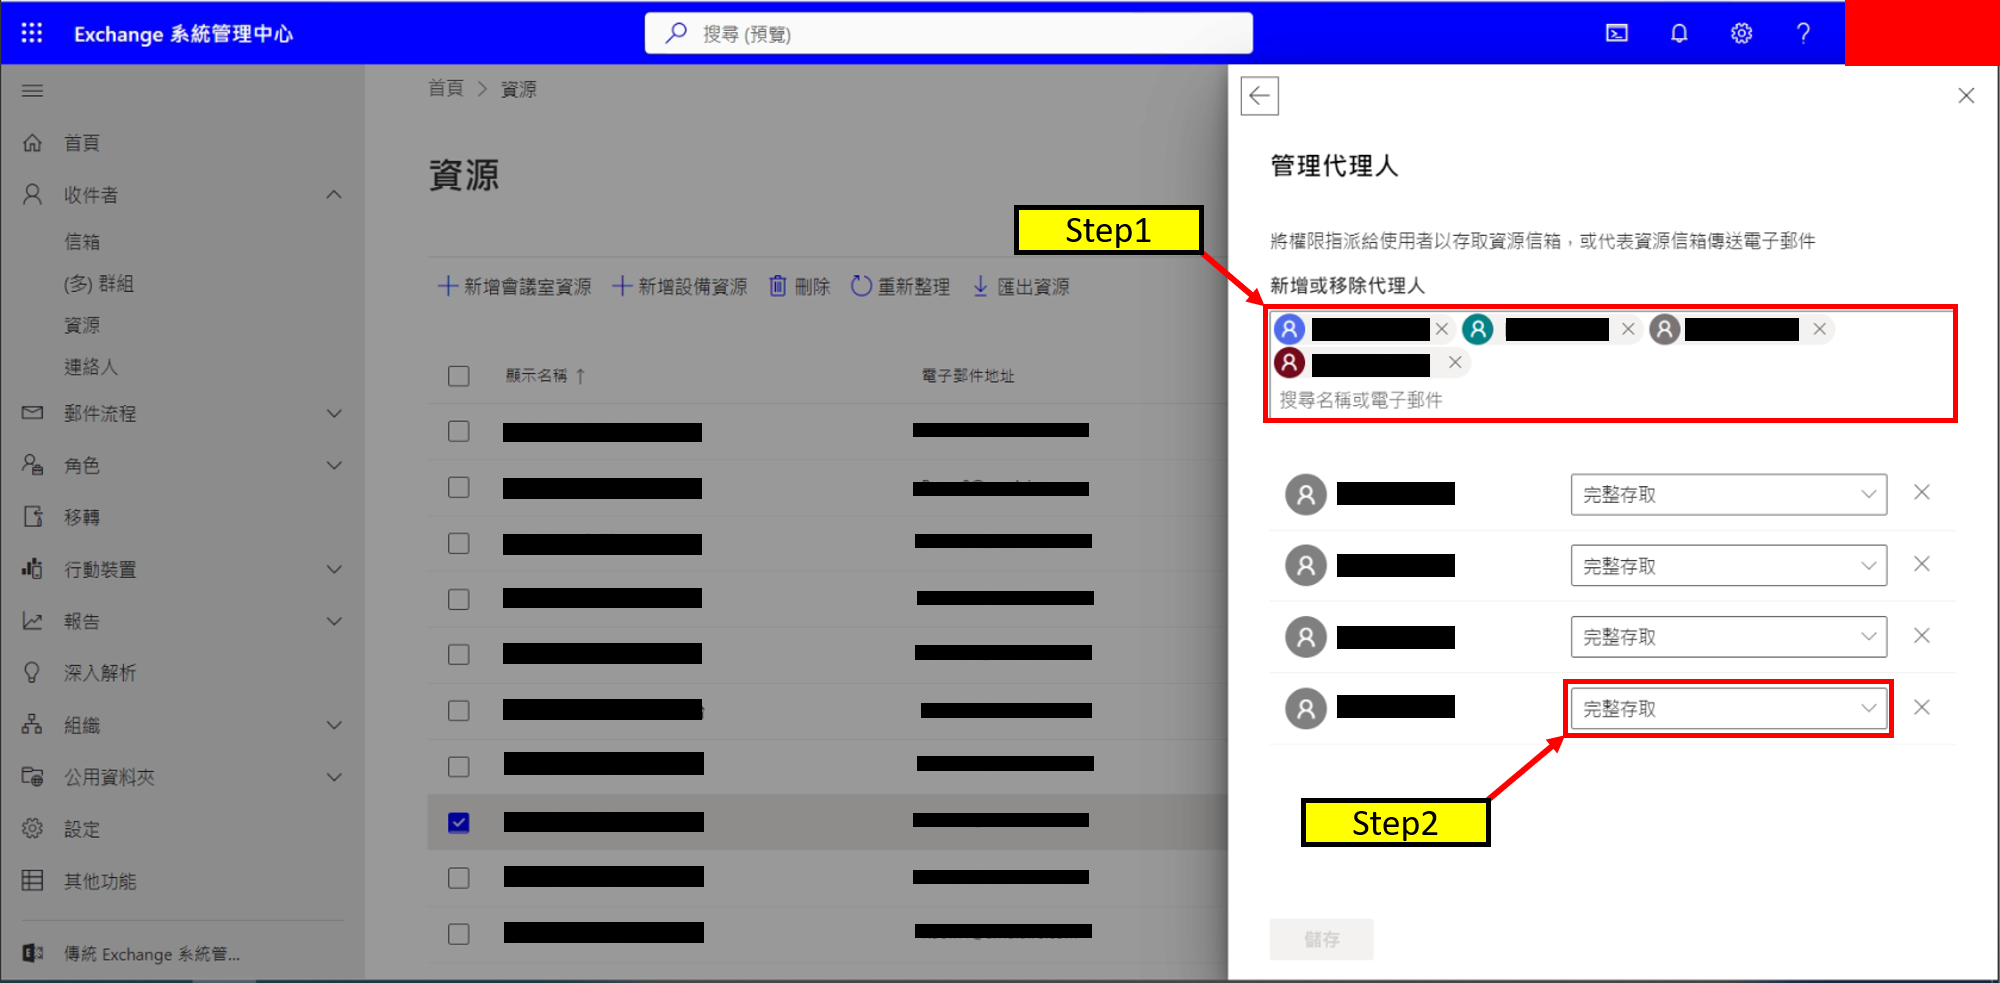 Exchange 系統管理中心
搜尋 (預覽)
首頁
收件者
信箱
(多) 群組
資源
連絡人
郵件流程
角色
移轉
行動裝置
報告
深入解析
組織
公用資料夾
設定
其他功能
傳統 Exchange 系統管...
首頁 > 資源
資源
新增會議室資源 新增設備資源 刪除 重新整理 匯出資源
顯示名稱 ↑ 電子郵件地址
管理代理人
Step1
將權限指派給使用者以存取資源信箱，或代表資源信箱傳送電子郵件
新增或移除代理人
搜尋名稱或電子郵件
完整存取
完整存取
完整存取
完整存取
Step2
儲存